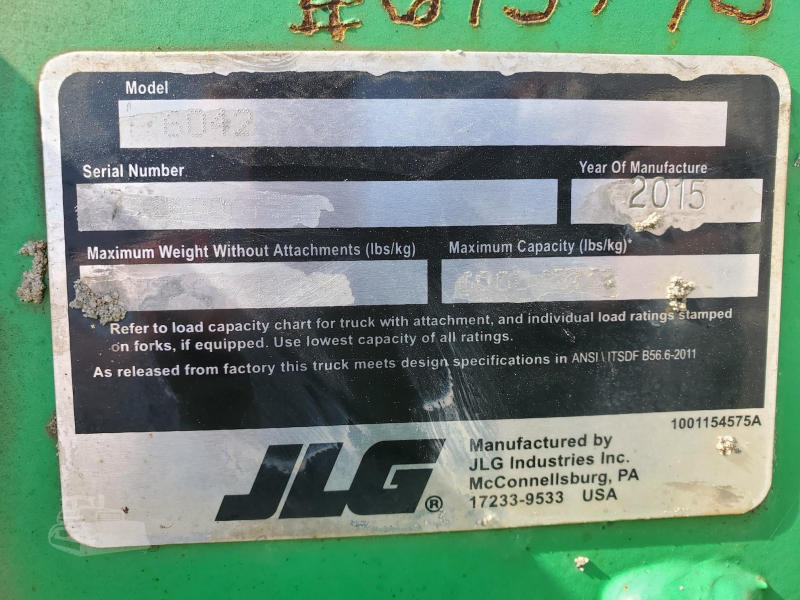 Model
6042
Serial Number
Year Of Manufacture
2015
Maximum Weight Without Attachments (lbs/kg)
Maximum Capacity (lbs/kg)*
Refer to load capacity chart for truck with attachment, and individual load ratings stamped
on forks, if equipped. Use lowest capacity of all ratings.
As released from factory this truck meets design specifications in ANSI \ ITSDF B56.6-2011
1001154575A
JLG®
Manufactured by
JLG Industries Inc.
McConnellsburg, PA
17233-9533 USA